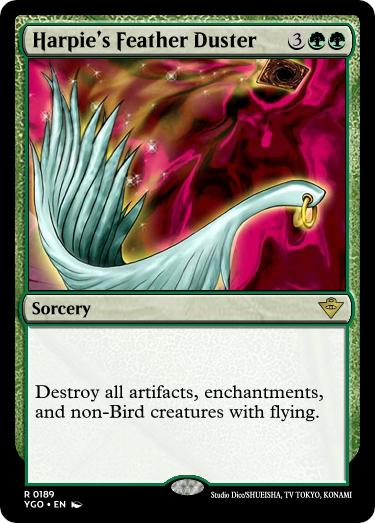 Harpie's Feather Duster 3
Sorcery
Destroy all artifacts, enchantments,
and non-Bird creatures with flying.
R 0189
YGO • EN
Studio Dice/SHUEISHA, TV TOKYO, KONAMI